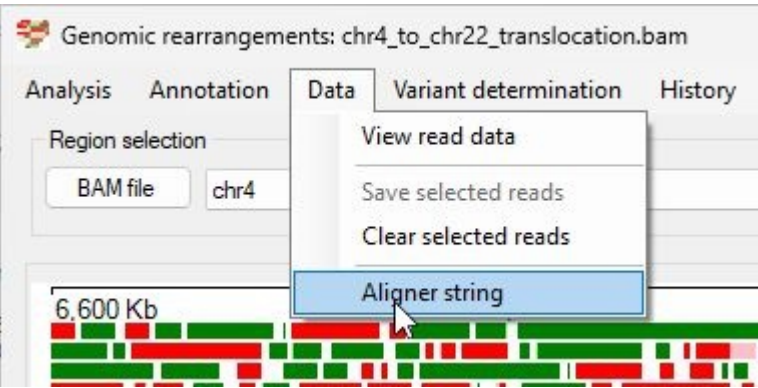 Genomic rearrangements: chr4_to_chr22_translocation.bam
Analysis Annotation Data Variant determination History
Region selection
View read data
BAM file chr4
Save selected reads
Clear selected reads
Aligner string
6,600 Kb